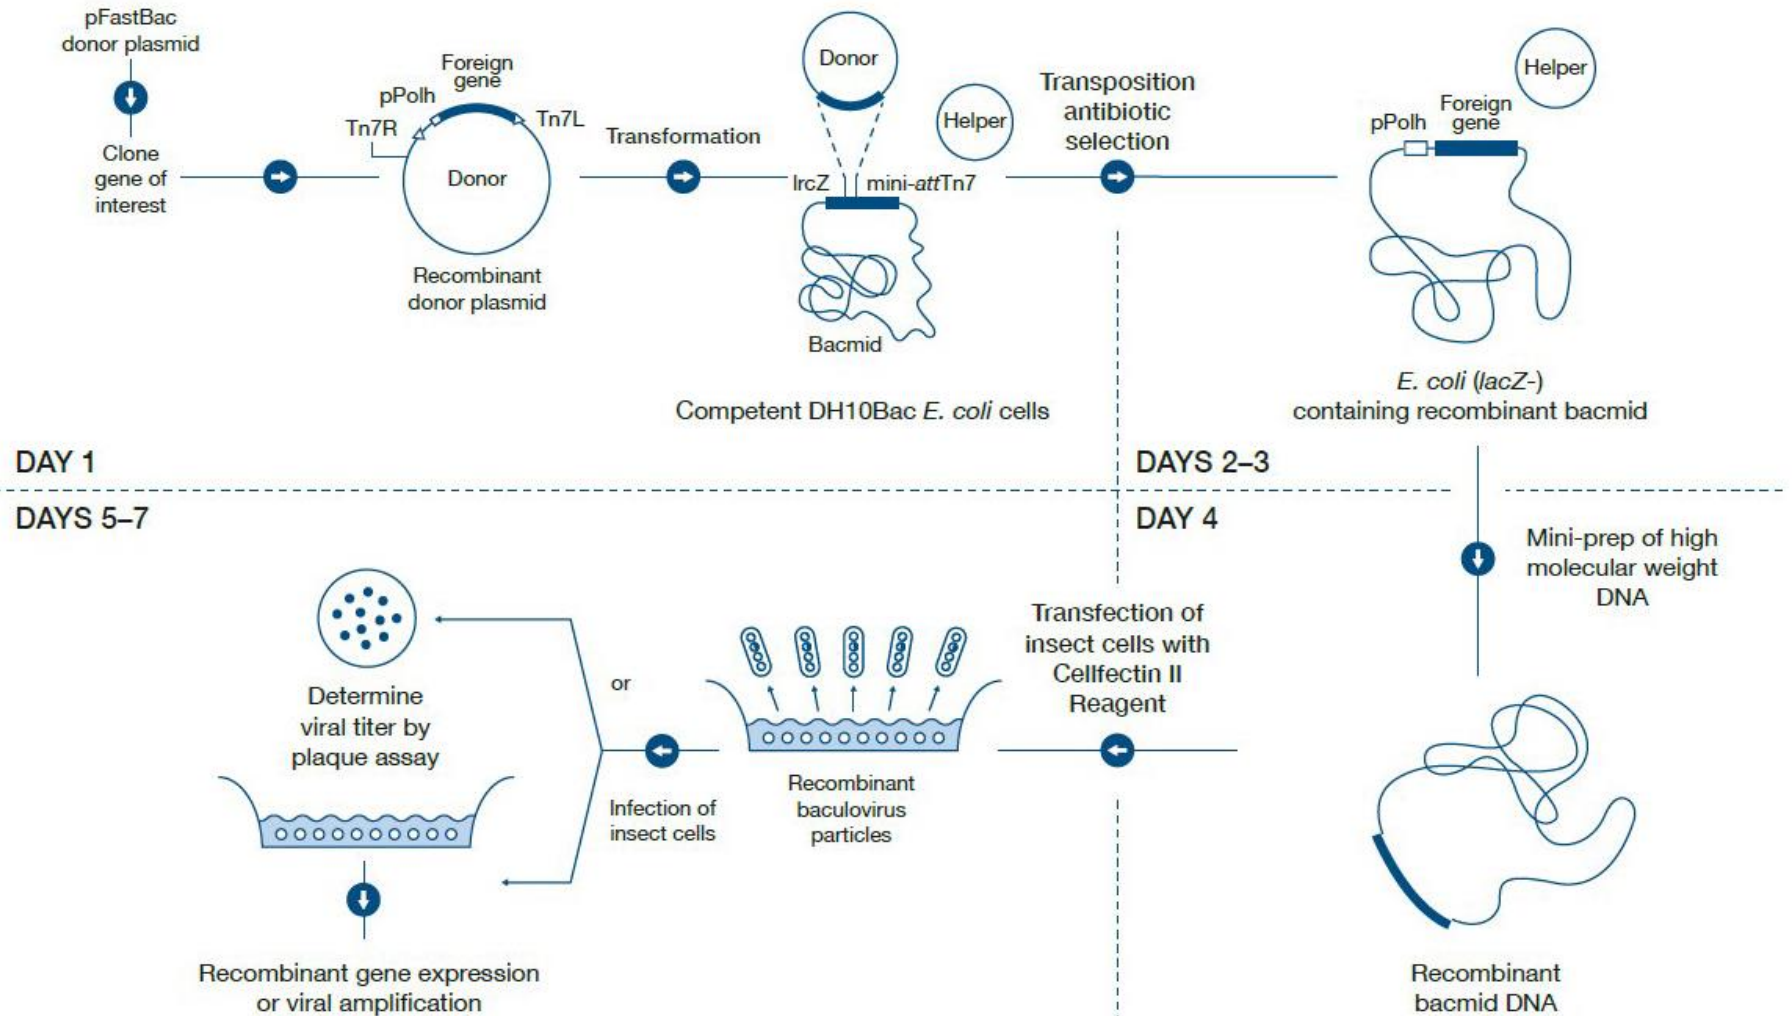 pFastBac
donor plasmid
Clone
gene of
interest
Foreign
gene
pPolh
Tn7R
Tn7L
Donor
Recombinant
donor plasmid
Transformation
Donor
Helper
lrcZ
mini-attTn7
Bacmid
Competent DH10Bac E. coli cells
Transposition
antibiotic
selection
Helper
Foreign
gene
pPolh
E. coli (lacZ-)
containing recombinant bacmid
DAY 1
DAYS 2–3
DAYS 5–7
DAY 4
Mini-prep of high
molecular weight
DNA
Recombinant
bacmid DNA
Transfection of
insect cells with
Cellfectin II
Reagent
Recombinant
baculovirus
particles
or
Infection of
insect cells
Determine
viral titer by
plaque assay
Recombinant gene expression
or viral amplification